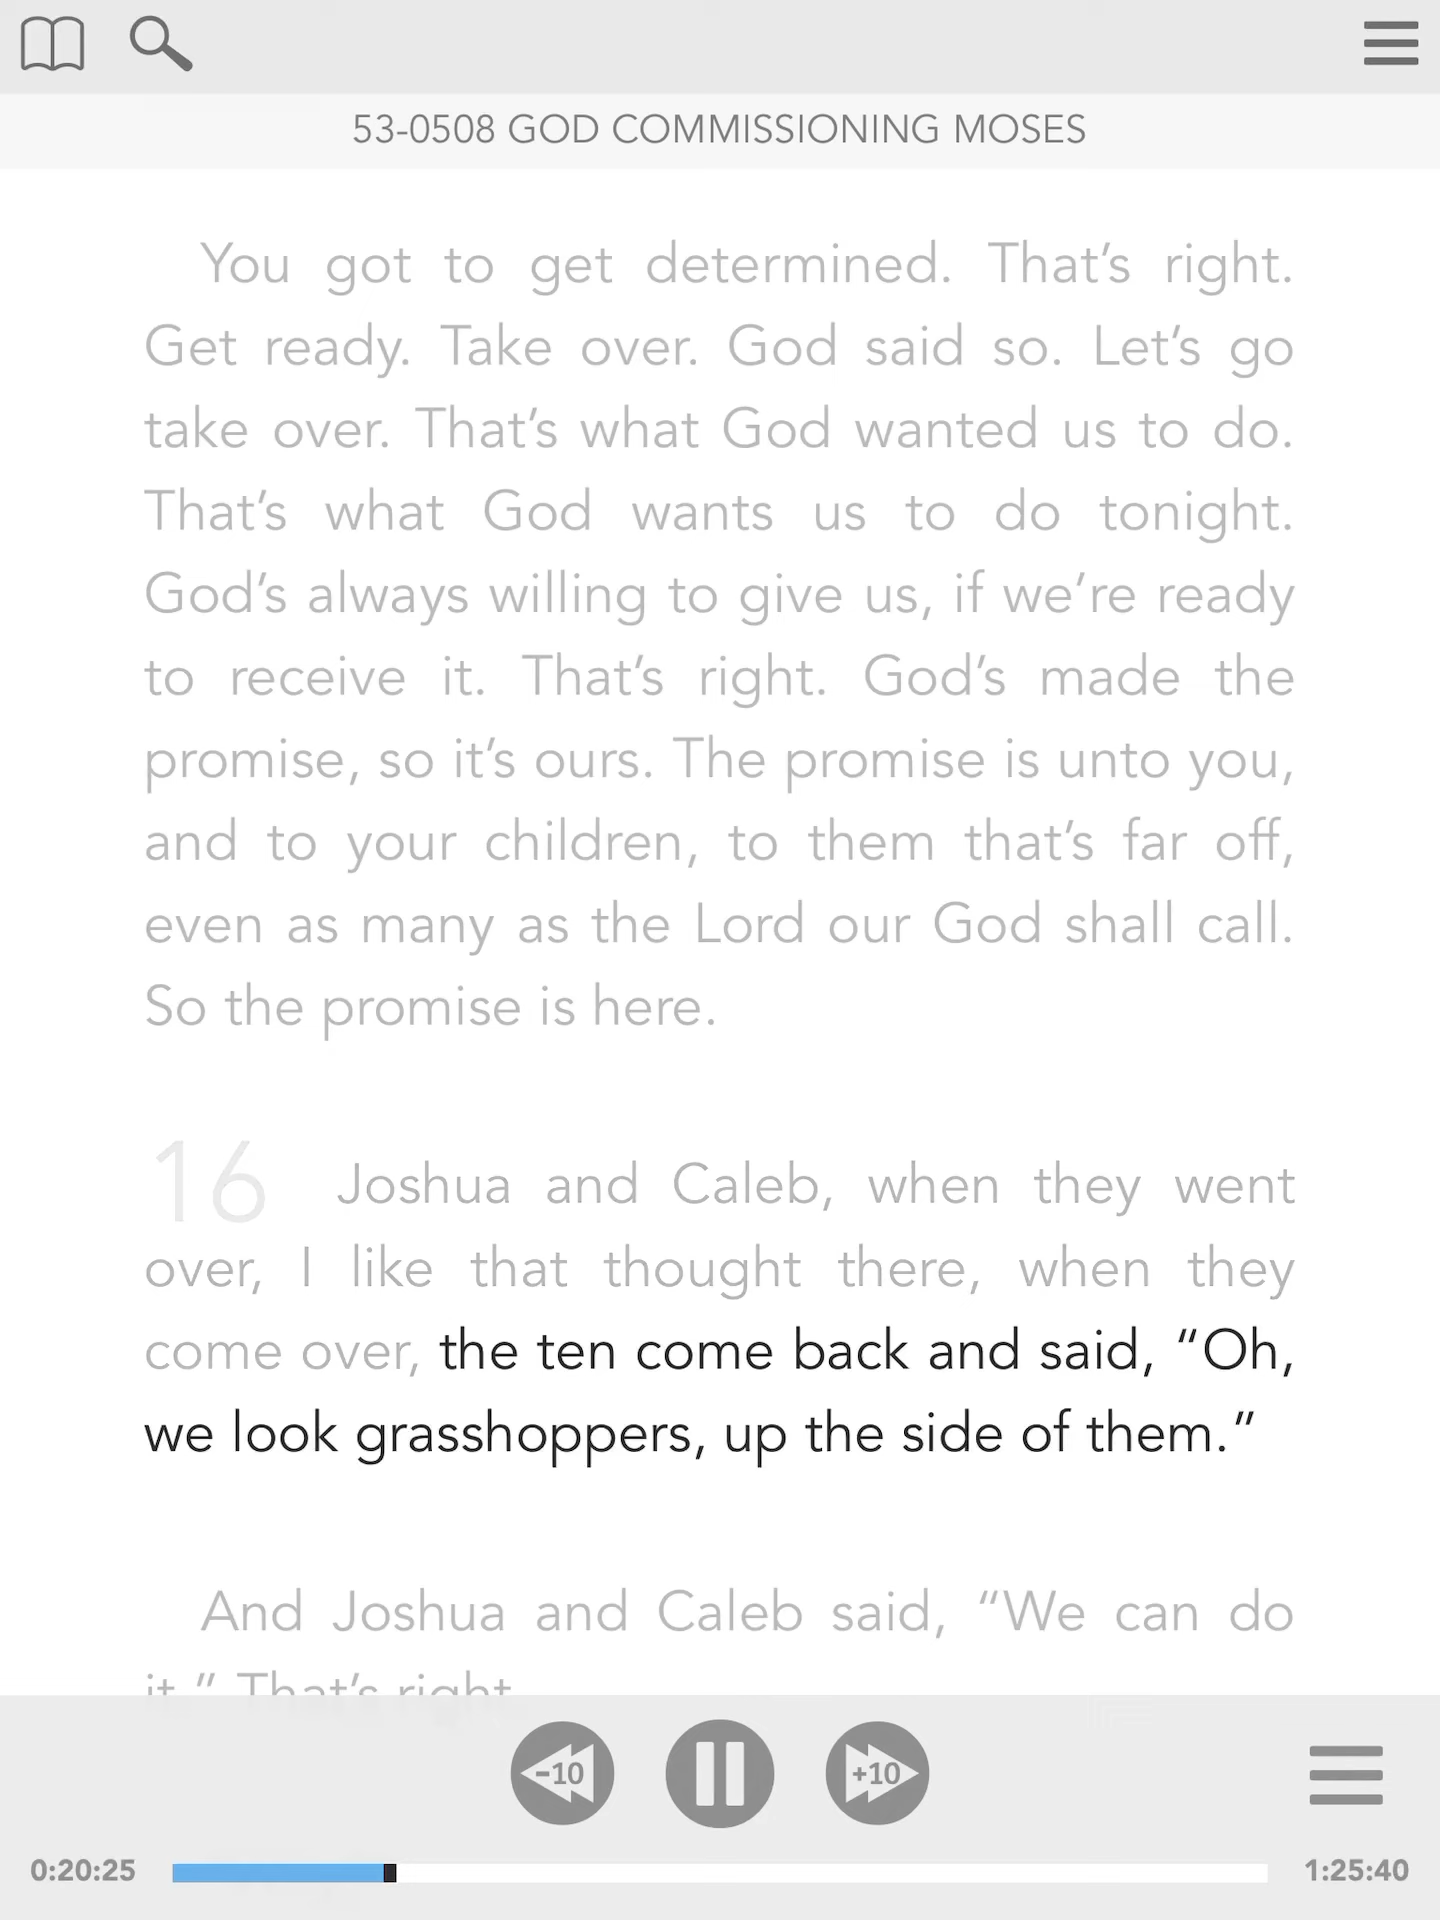 53-0508 GOD COMMISSIONING MOSES
You got to get determined. That’s right.
Get ready. Take over. God said so. Let’s go
take over. That’s what God wanted us to do.
That’s what God wants us to do tonight.
God’s always willing to give us, if we’re ready
to receive it. That’s right. God’s made the
promise, so it’s ours. The promise is unto you,
and to your children, to them that’s far off,
even as many as the Lord our God shall call.
So the promise is here.
16 Joshua and Caleb, when they went
over, I like that thought there, when they
come over, the ten come back and said, “Oh,
we look grasshoppers, up the side of them.”
And Joshua and Caleb said, “We can do
it.” That’s right.
-10 +10
0:20:25 1:25:40